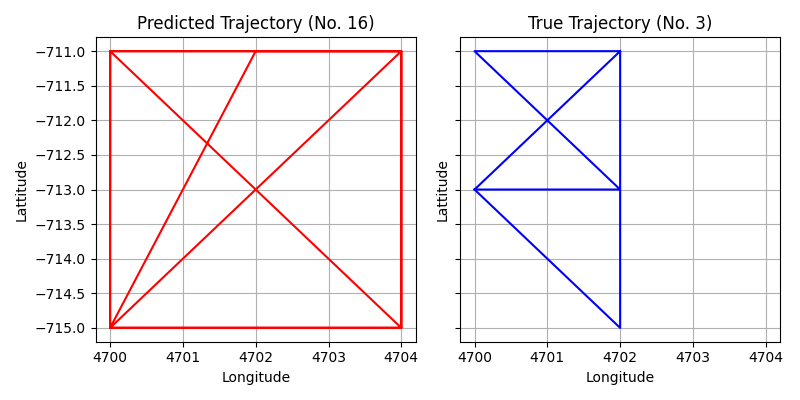 Predicted Trajectory (No. 16)
True Trajectory (No. 3)
−711.0
−711.5
−712.0
−712.5
−713.0
−713.5
−714.0
−714.5
−715.0
Lattitude
Lattitude
4700 4701 4702 4703 4704
4700 4701 4702 4703 4704
Longitude
Longitude